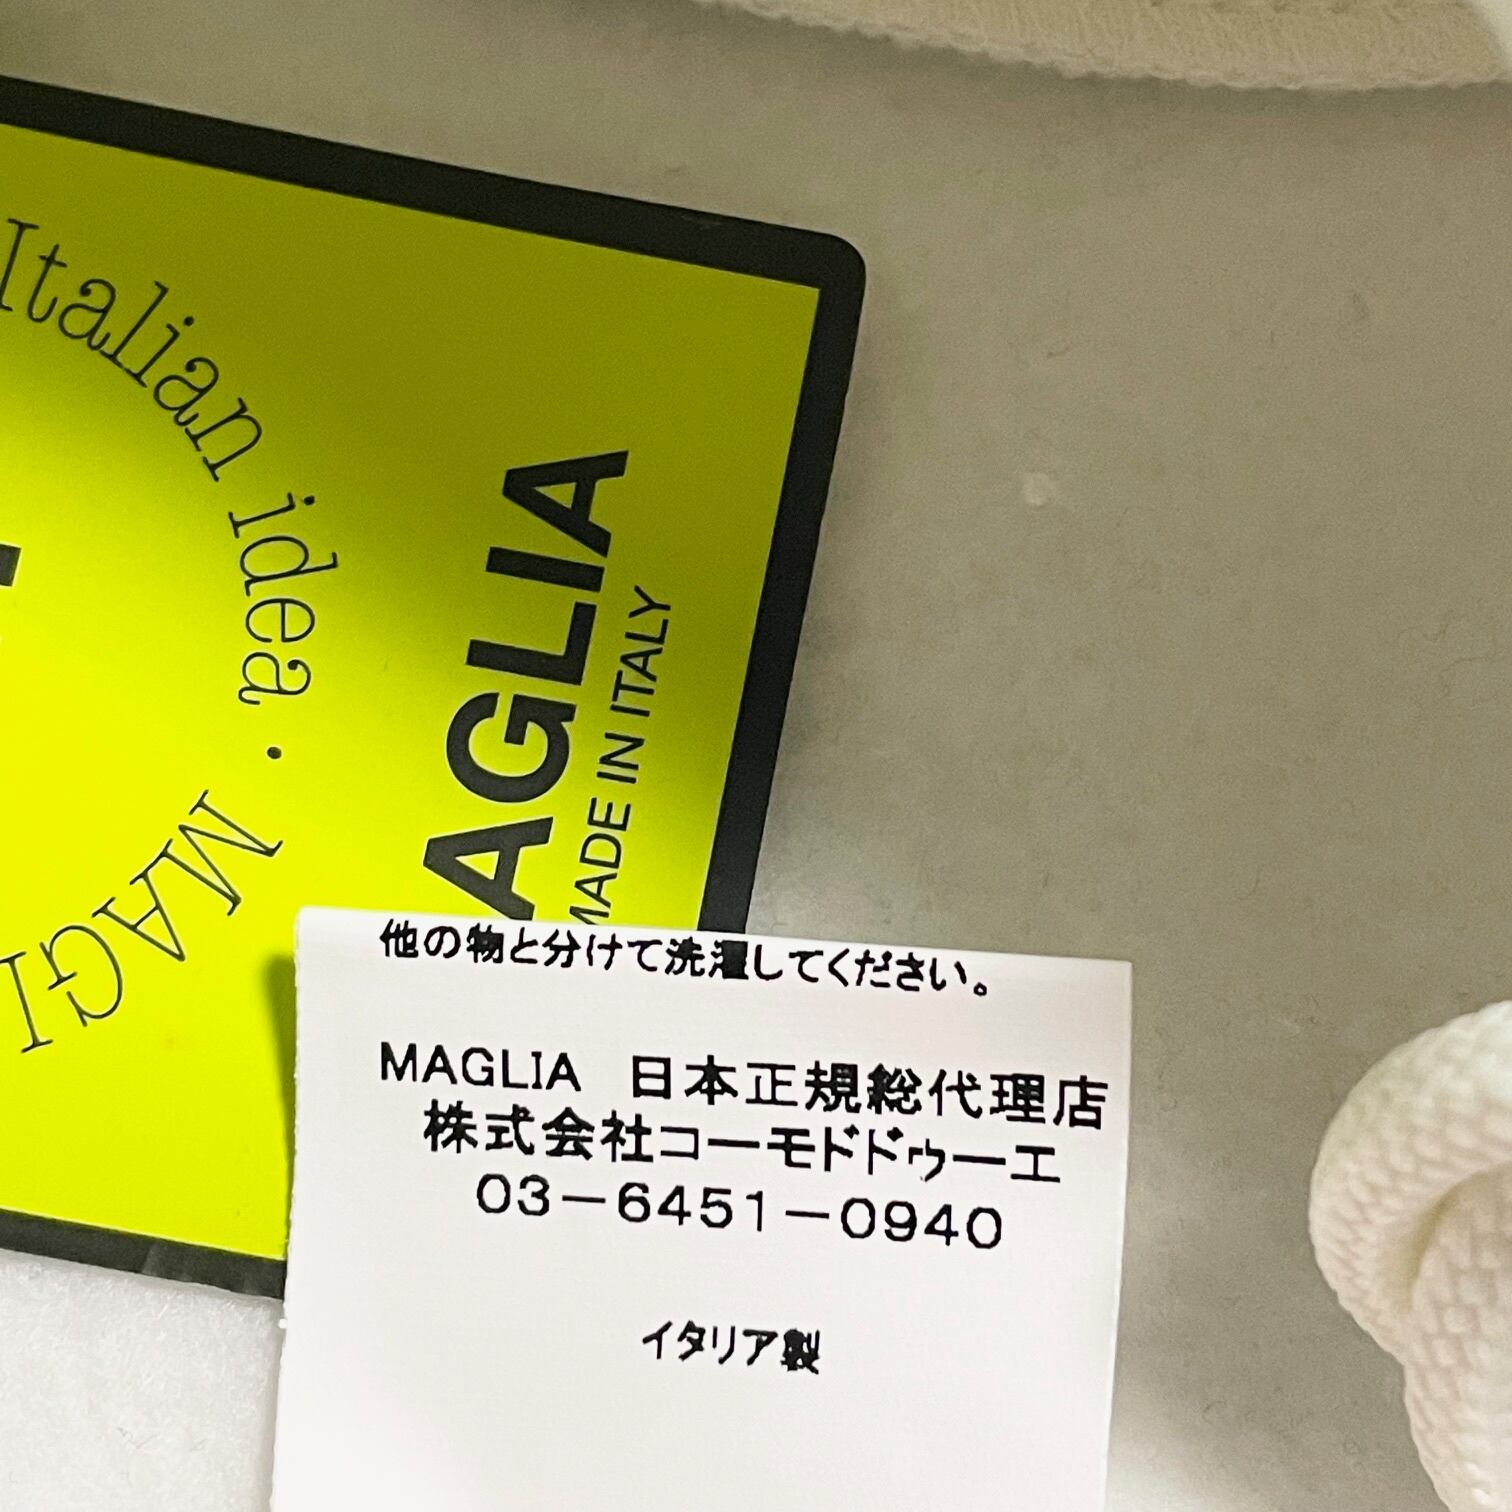 Italian idea · MAGI
AGLIA
MADE IN ITALY
他の物と分けて洗濯してください。
MAGLIA 日本正規総代理店
株式会社コーモドドゥーエ
03-6451-0940
イタリア製